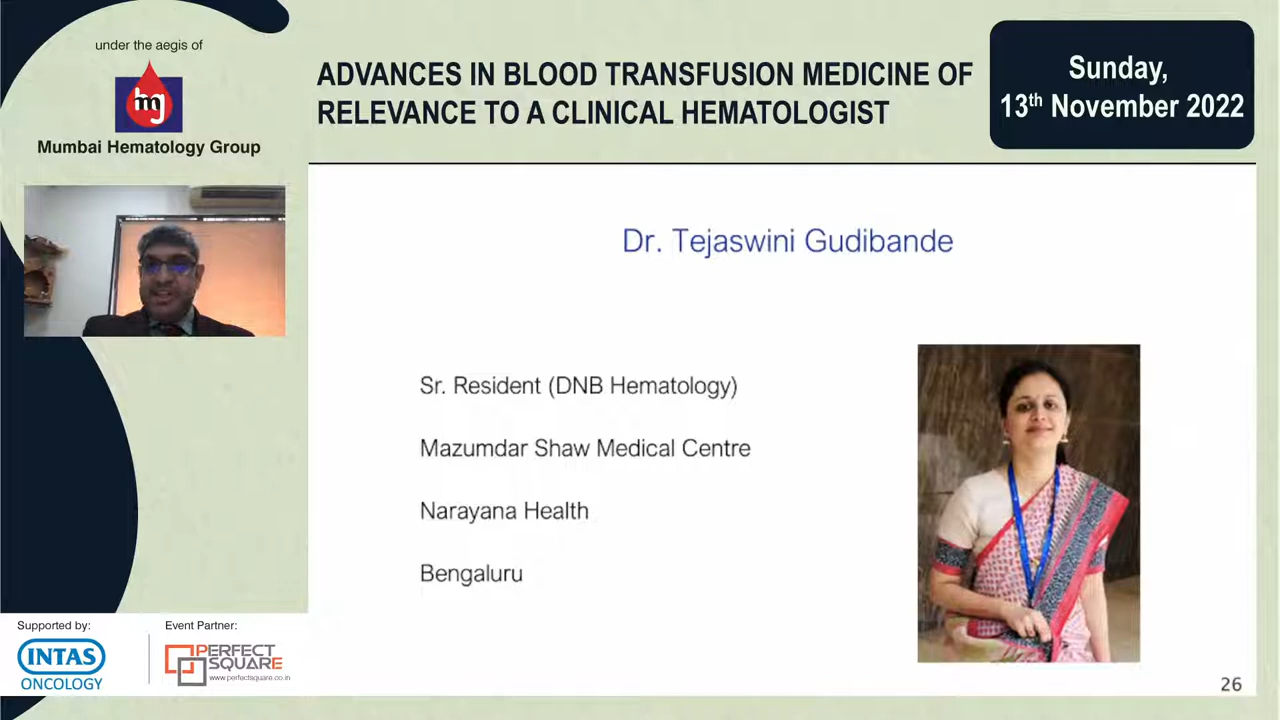 under the aegis of
mg
Mumbai Hematology Group
ADVANCES IN BLOOD TRANSFUSION MEDICINE OF
RELEVANCE TO A CLINICAL HEMATOLOGIST
Sunday,
13th November 2022
Dr. Tejaswini Gudibande
Sr. Resident (DNB Hematology)
Mazumdar Shaw Medical Centre
Narayana Health
Bengaluru
Supported by:
INTAS
ONCOLOGY
Event Partner:
PERFECT
SQUARE
www.perfectsquare.co.in
26